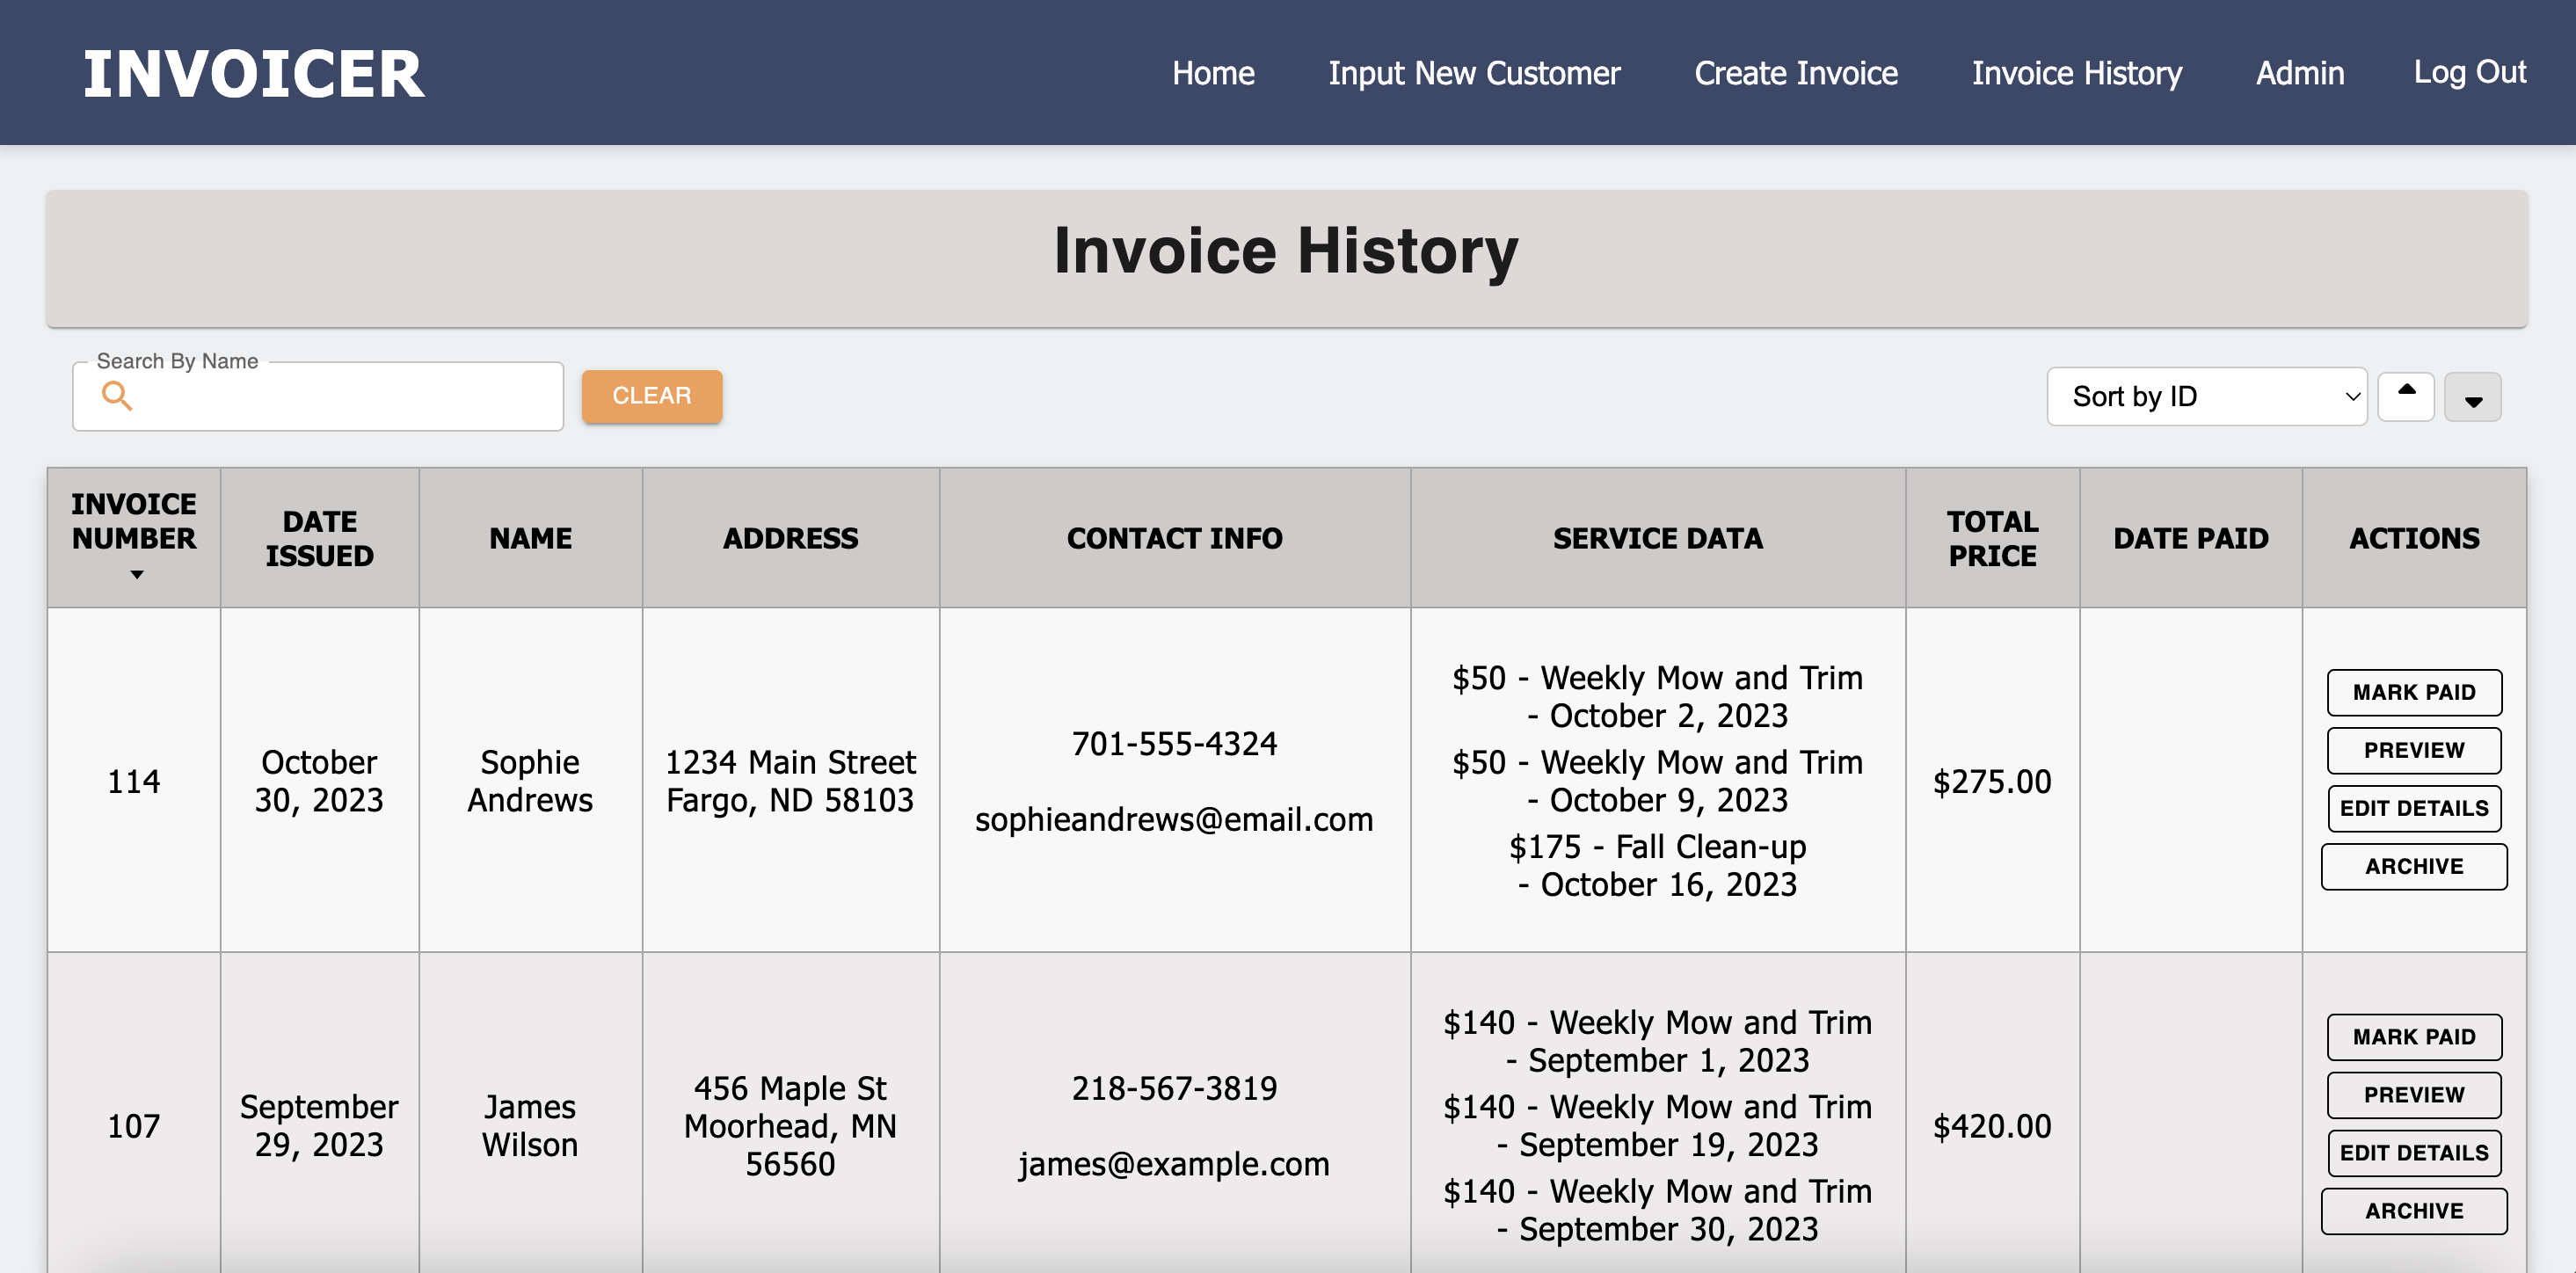 INVOICER
Home
Input New Customer
Create Invoice
Invoice History
Admin
Log Out
Invoice History
Search By Name
CLEAR
Sort by ID
INVOICE
NUMBER
DATE
ISSUED
NAME
ADDRESS
CONTACT INFO
SERVICE DATA
TOTAL
PRICE
DATE PAID
ACTIONS
114
October
30, 2023
Sophie
Andrews
1234 Main Street
Fargo, ND 58103
701-555-4324
sophieandrews@email.com
$50 - Weekly Mow and Trim
- October 2, 2023
$50 - Weekly Mow and Trim
- October 9, 2023
$175 - Fall Clean-up
- October 16, 2023
$275.00
MARK PAID
PREVIEW
EDIT DETAILS
ARCHIVE
107
September
29, 2023
James
Wilson
456 Maple St
Moorhead, MN
56560
218-567-3819
james@example.com
$140 - Weekly Mow and Trim
- September 1, 2023
$140 - Weekly Mow and Trim
- September 19, 2023
$140 - Weekly Mow and Trim
- September 30, 2023
$420.00
MARK PAID
PREVIEW
EDIT DETAILS
ARCHIVE